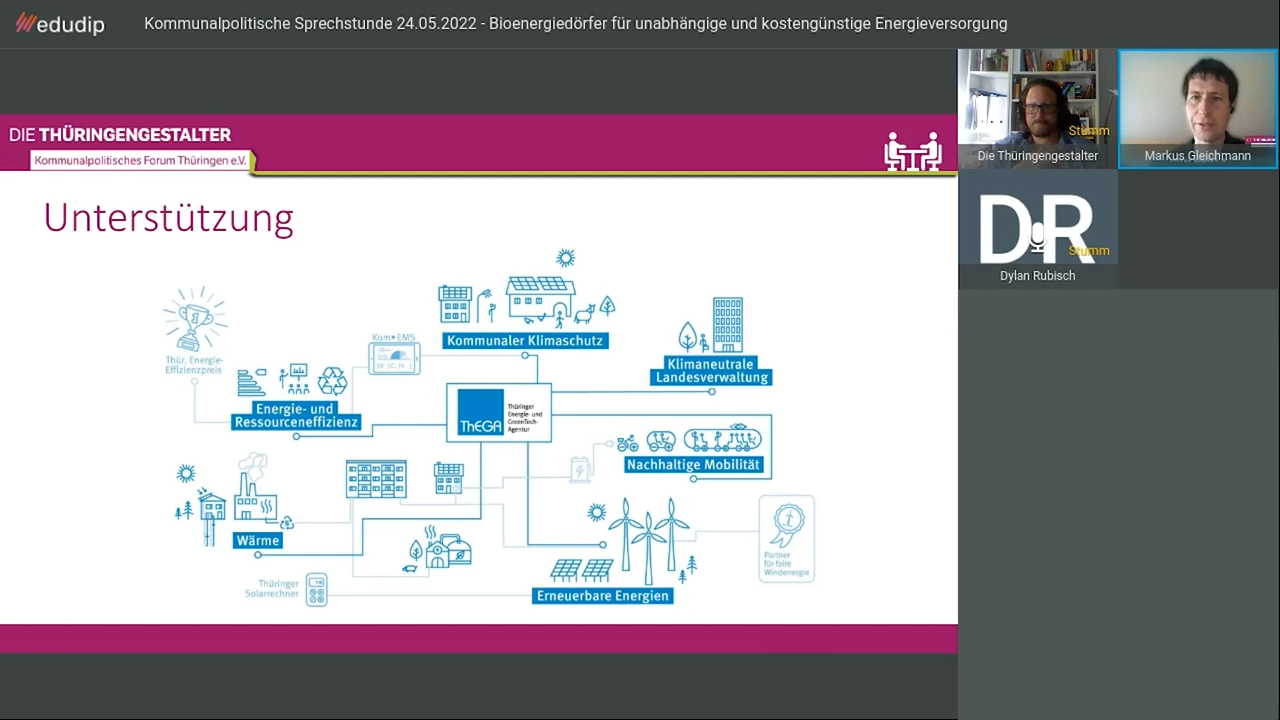 edudip
Kommunalpolitische Sprechstunde 24.05.2022 - Bioenergiedörfer für unabhängige und kostengünstige Energieversorgung
DIE THÜRINGENGESTALTER
Kommunalpolitisches Forum Thüringen e.V.
Stumm
Die Thüringengestalter
Markus Gleichmann
DR
Stumm
Dylan Rubisch
Unterstützung
Kommunaler Klimaschutz
Kom•EMS
Thür. Energie-
Effizienzpreis
Klimaneutrale
Landesverwaltung
Energie- und
Ressourceneffizienz
ThEGA
Thüringer
Energie- und
GreenTech-
Agentur
Nachhaltige Mobilität
Wärme
Partner
für faire
Windenergie
Thüringer
Solarrechner
Erneuerbare Energien